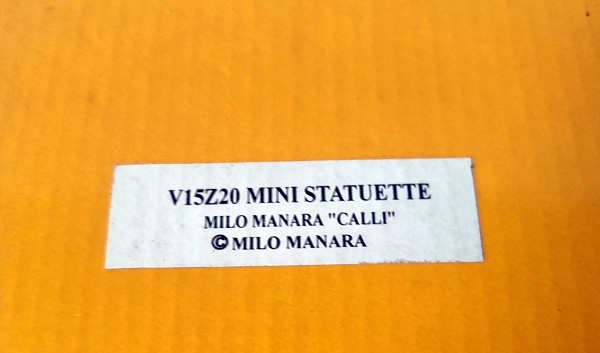 V15Z20 MINI STATUETTE
MILO MANARA "CALLI"
©MILO MANARA